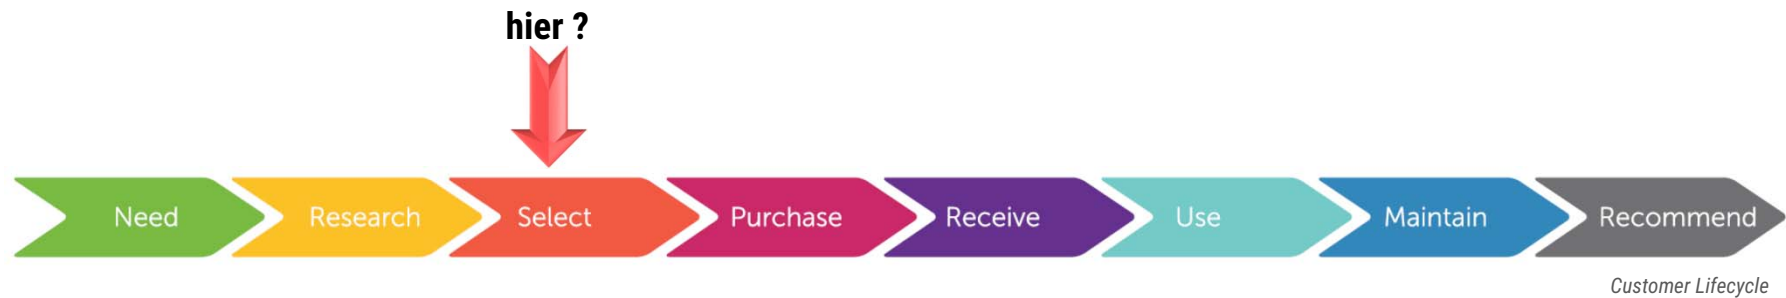 hier ?
Need Research Select Purchase Receive Use Maintain Recommend
Customer Lifecycle